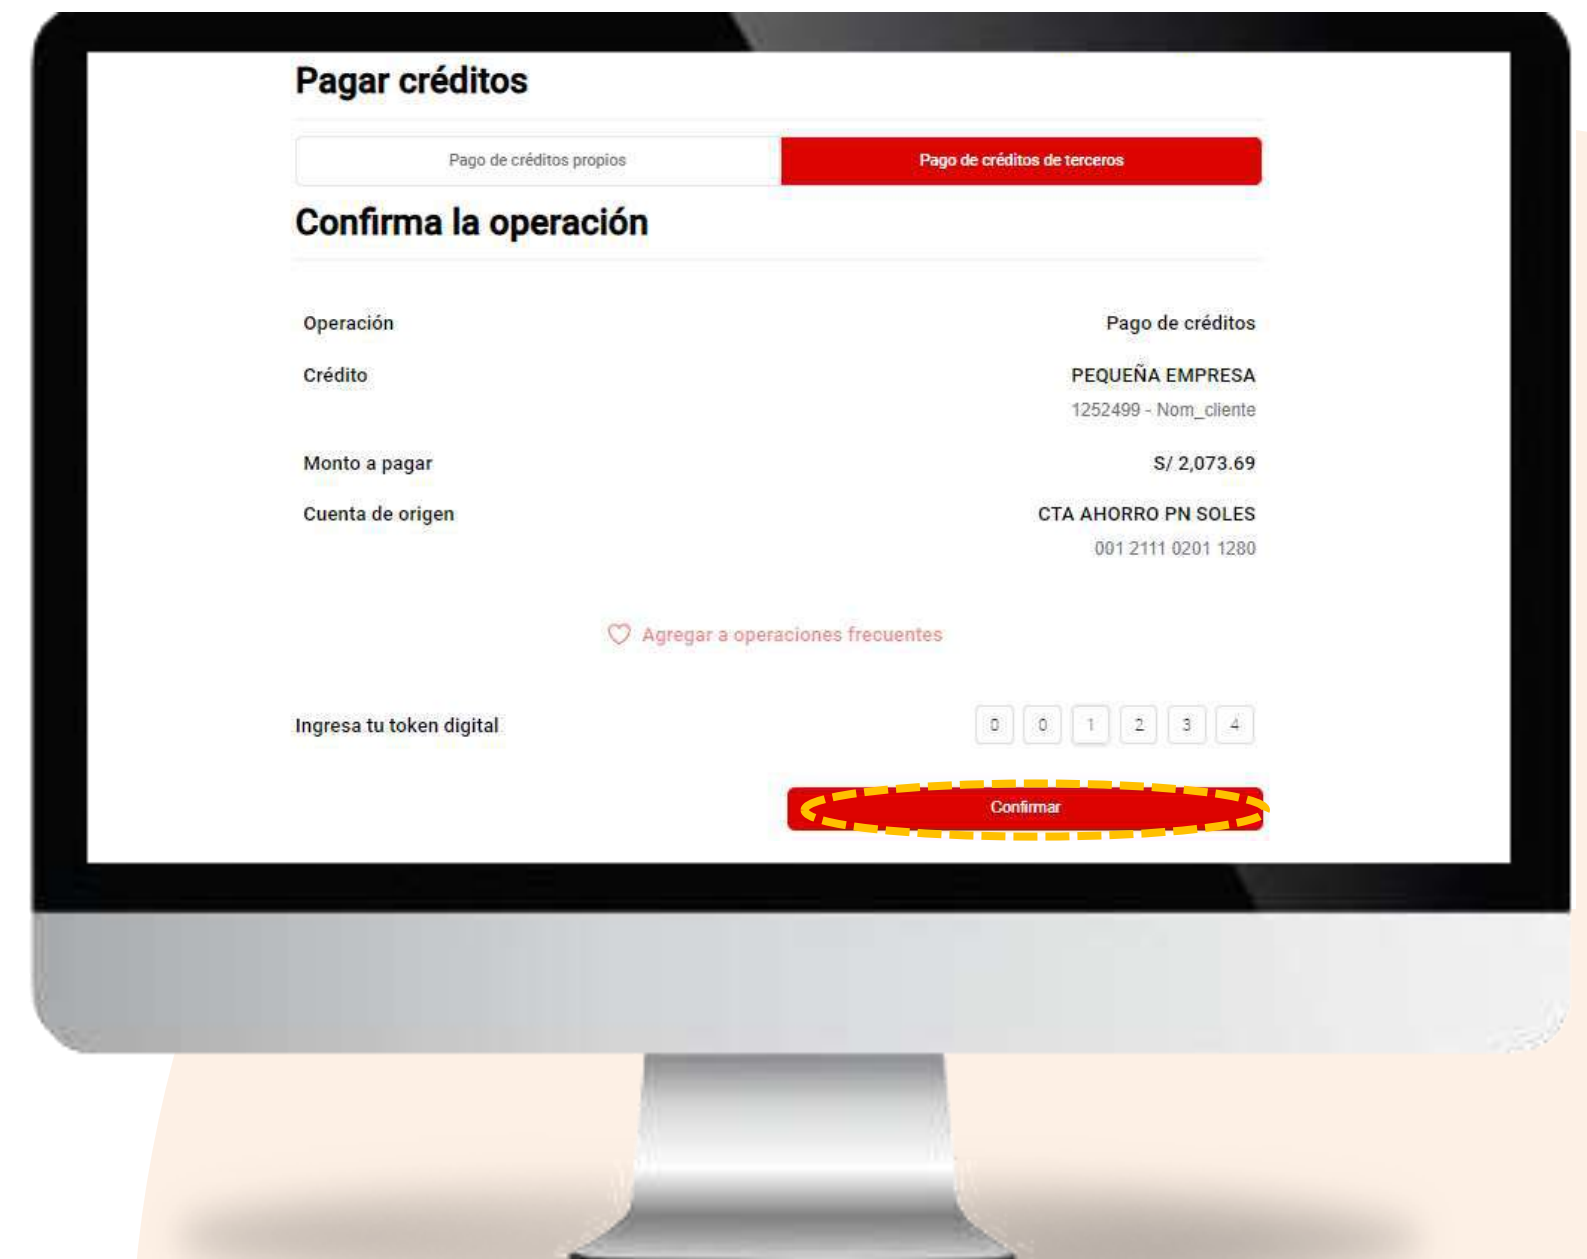 Pagar créditos
Pago de créditos propios
Pago de créditos de terceros
Confirma la operación
Operación
Pago de créditos
Crédito
PEQUEÑA EMPRESA
1252499 - Nom_cliente
Monto a pagar
S/ 2,073.69
Cuenta de origen
CTA AHORRO PN SOLES
001 2111 0201 1280
Agregar a operaciones frecuentes
Ingresa tu token digital
0 0 1 2 3 4
Confirmar